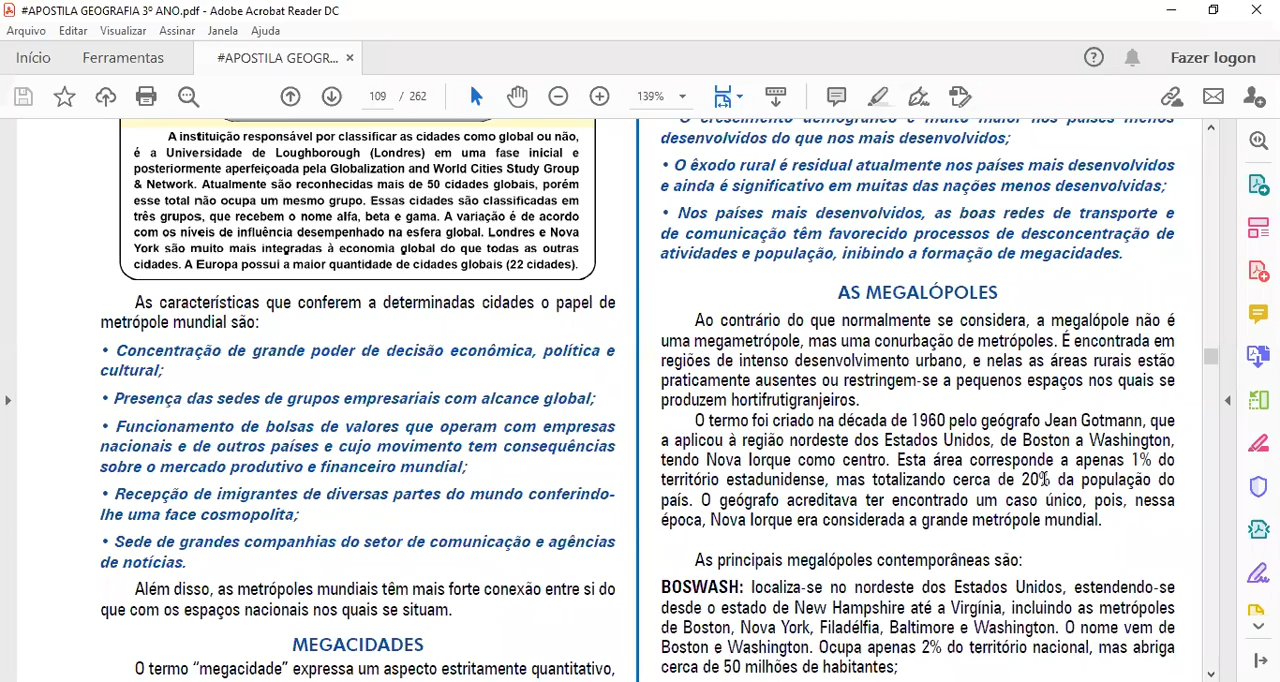 #APOSTILA GEOGRAFIA 3º ANO.pdf - Adobe Acrobat Reader DC
Arquivo Editar Visualizar Assinar Janela Ajuda
Início Ferramentas #APOSTILA GEOGR... × Fazer logon
109 / 262 139%
A instituição responsável por classificar as cidades como global ou não,
é a Universidade de Loughborough (Londres) em uma fase inicial e
posteriormente aperfeiçoada pela Globalization and World Cities Study Group
& Network. Atualmente são reconhecidas mais de 50 cidades globais, porém
esse total não ocupa um mesmo grupo. Essas cidades são classificadas em
três grupos, que recebem o nome alfa, beta e gama. A variação é de acordo
com os níveis de influência desempenhado na esfera global. Londres e Nova
York são muito mais integradas à economia global do que todas as outras
cidades. A Europa possui a maior quantidade de cidades globais (22 cidades).
As características que conferem a determinadas cidades o papel de
metrópole mundial são:
• Concentração de grande poder de decisão econômica, política e
cultural;
• Presença das sedes de grupos empresariais com alcance global;
• Funcionamento de bolsas de valores que operam com empresas
nacionais e de outros países e cujo movimento tem consequências
sobre o mercado produtivo e financeiro mundial;
• Recepção de imigrantes de diversas partes do mundo conferindo-
lhe uma face cosmopolita;
• Sede de grandes companhias do setor de comunicação e agências
de notícias.
Além disso, as metrópoles mundiais têm mais forte conexão entre si do
que com os espaços nacionais nos quais se situam.
MEGACIDADES
O termo “megacidade” expressa um aspecto estritamente quantitativo,
• O crescimento demográfico é muito maior nos países menos
desenvolvidos do que nos mais desenvolvidos;
• O êxodo rural é residual atualmente nos países mais desenvolvidos
e ainda é significativo em muitas das nações menos desenvolvidas;
• Nos países mais desenvolvidos, as boas redes de transporte e
de comunicação têm favorecido processos de desconcentração de
atividades e população, inibindo a formação de megacidades.
AS MEGALÓPOLES
Ao contrário do que normalmente se considera, a megalópole não é
uma megametrópole, mas uma conurbação de metrópoles. É encontrada em
regiões de intenso desenvolvimento urbano, e nelas as áreas rurais estão
praticamente ausentes ou restringem-se a pequenos espaços nos quais se
produzem hortifrutigranjeiros.
O termo foi criado na década de 1960 pelo geógrafo Jean Gotmann, que
a aplicou à região nordeste dos Estados Unidos, de Boston a Washington,
tendo Nova Iorque como centro. Esta área corresponde a apenas 1% do
território estadunidense, mas totalizando cerca de 20% da população do
país. O geógrafo acreditava ter encontrado um caso único, pois, nessa
época, Nova Iorque era considerada a grande metrópole mundial.
As principais megalópoles contemporâneas são:
BOSWASH: localiza-se no nordeste dos Estados Unidos, estendendo-se
desde o estado de New Hampshire até a Virgínia, incluindo as metrópoles
de Boston, Nova York, Filadélfia, Baltimore e Washington. O nome vem de
Boston e Washington. Ocupa apenas 2% do território nacional, mas abriga
cerca de 50 milhões de habitantes;